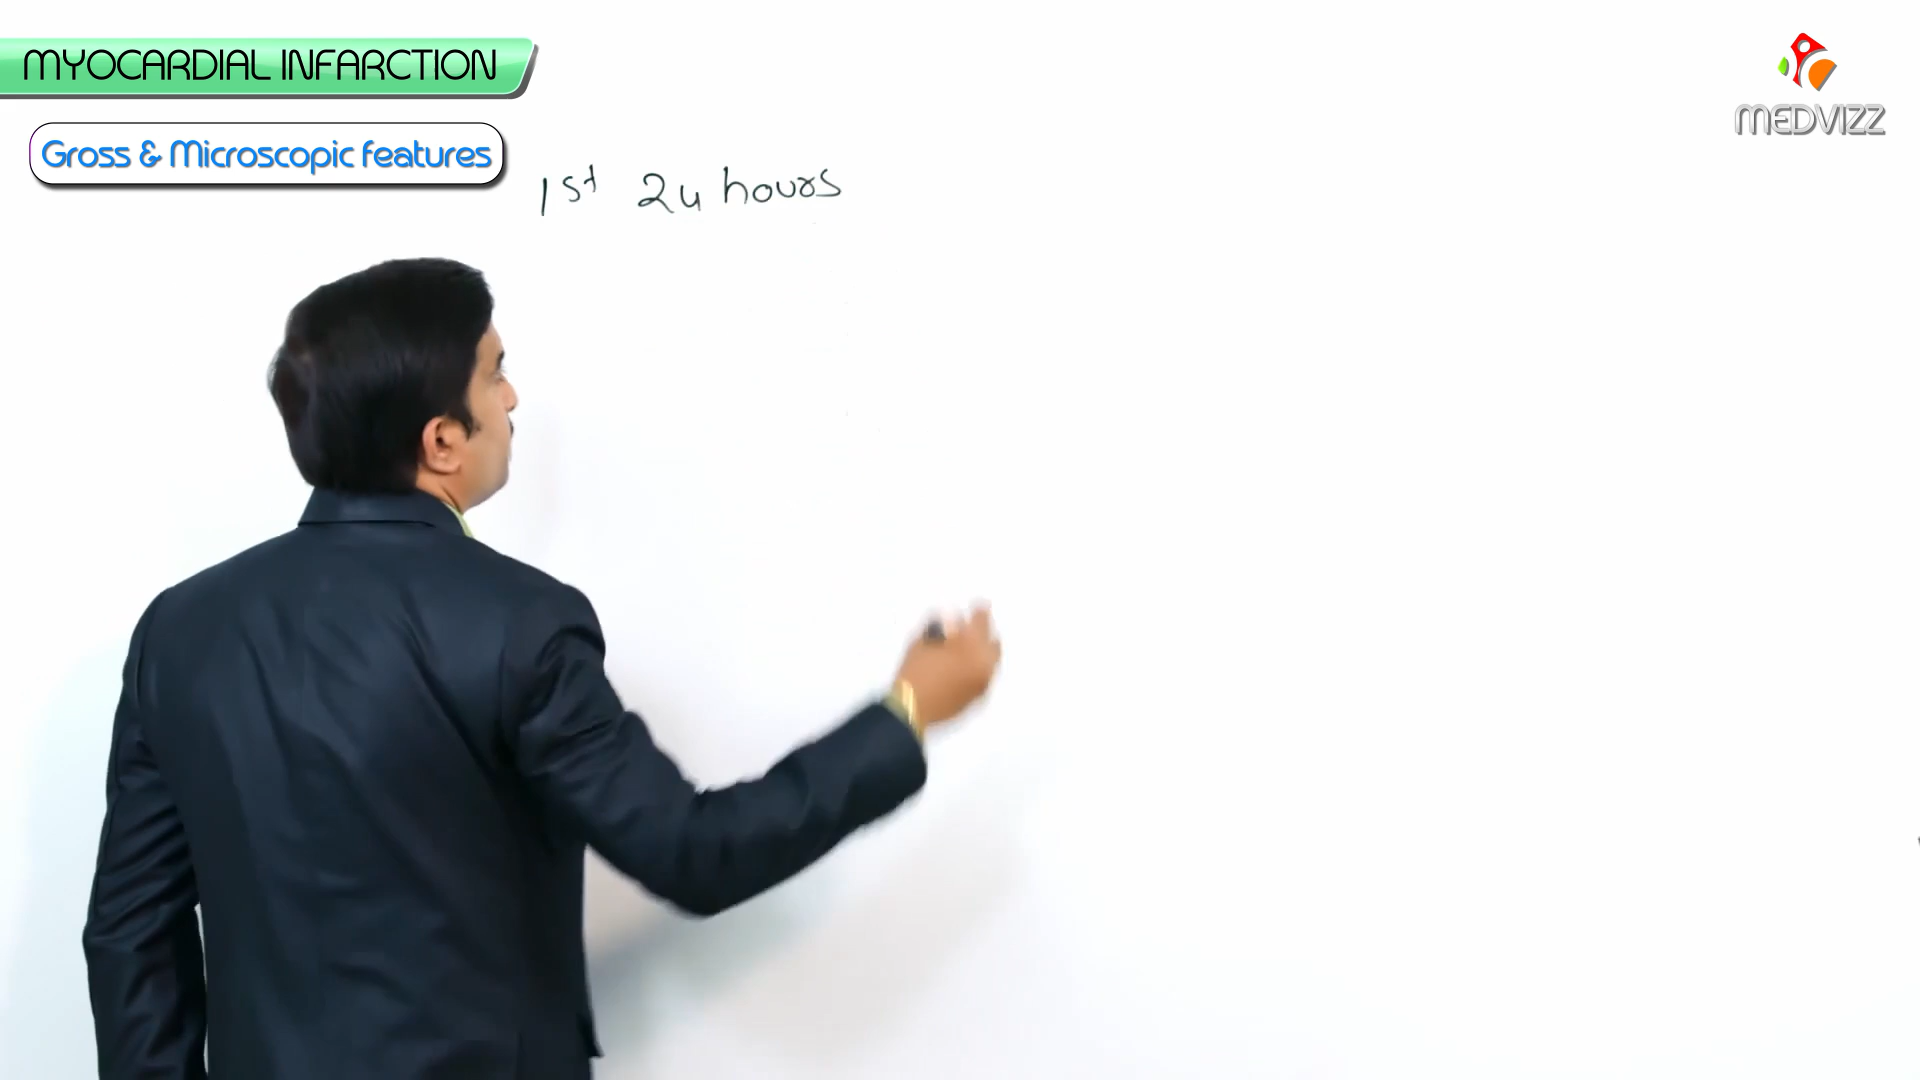 MYOCARDIAL INFARCTION
MEDVIZZ
Gross & Microscopic features
1st 24 hours